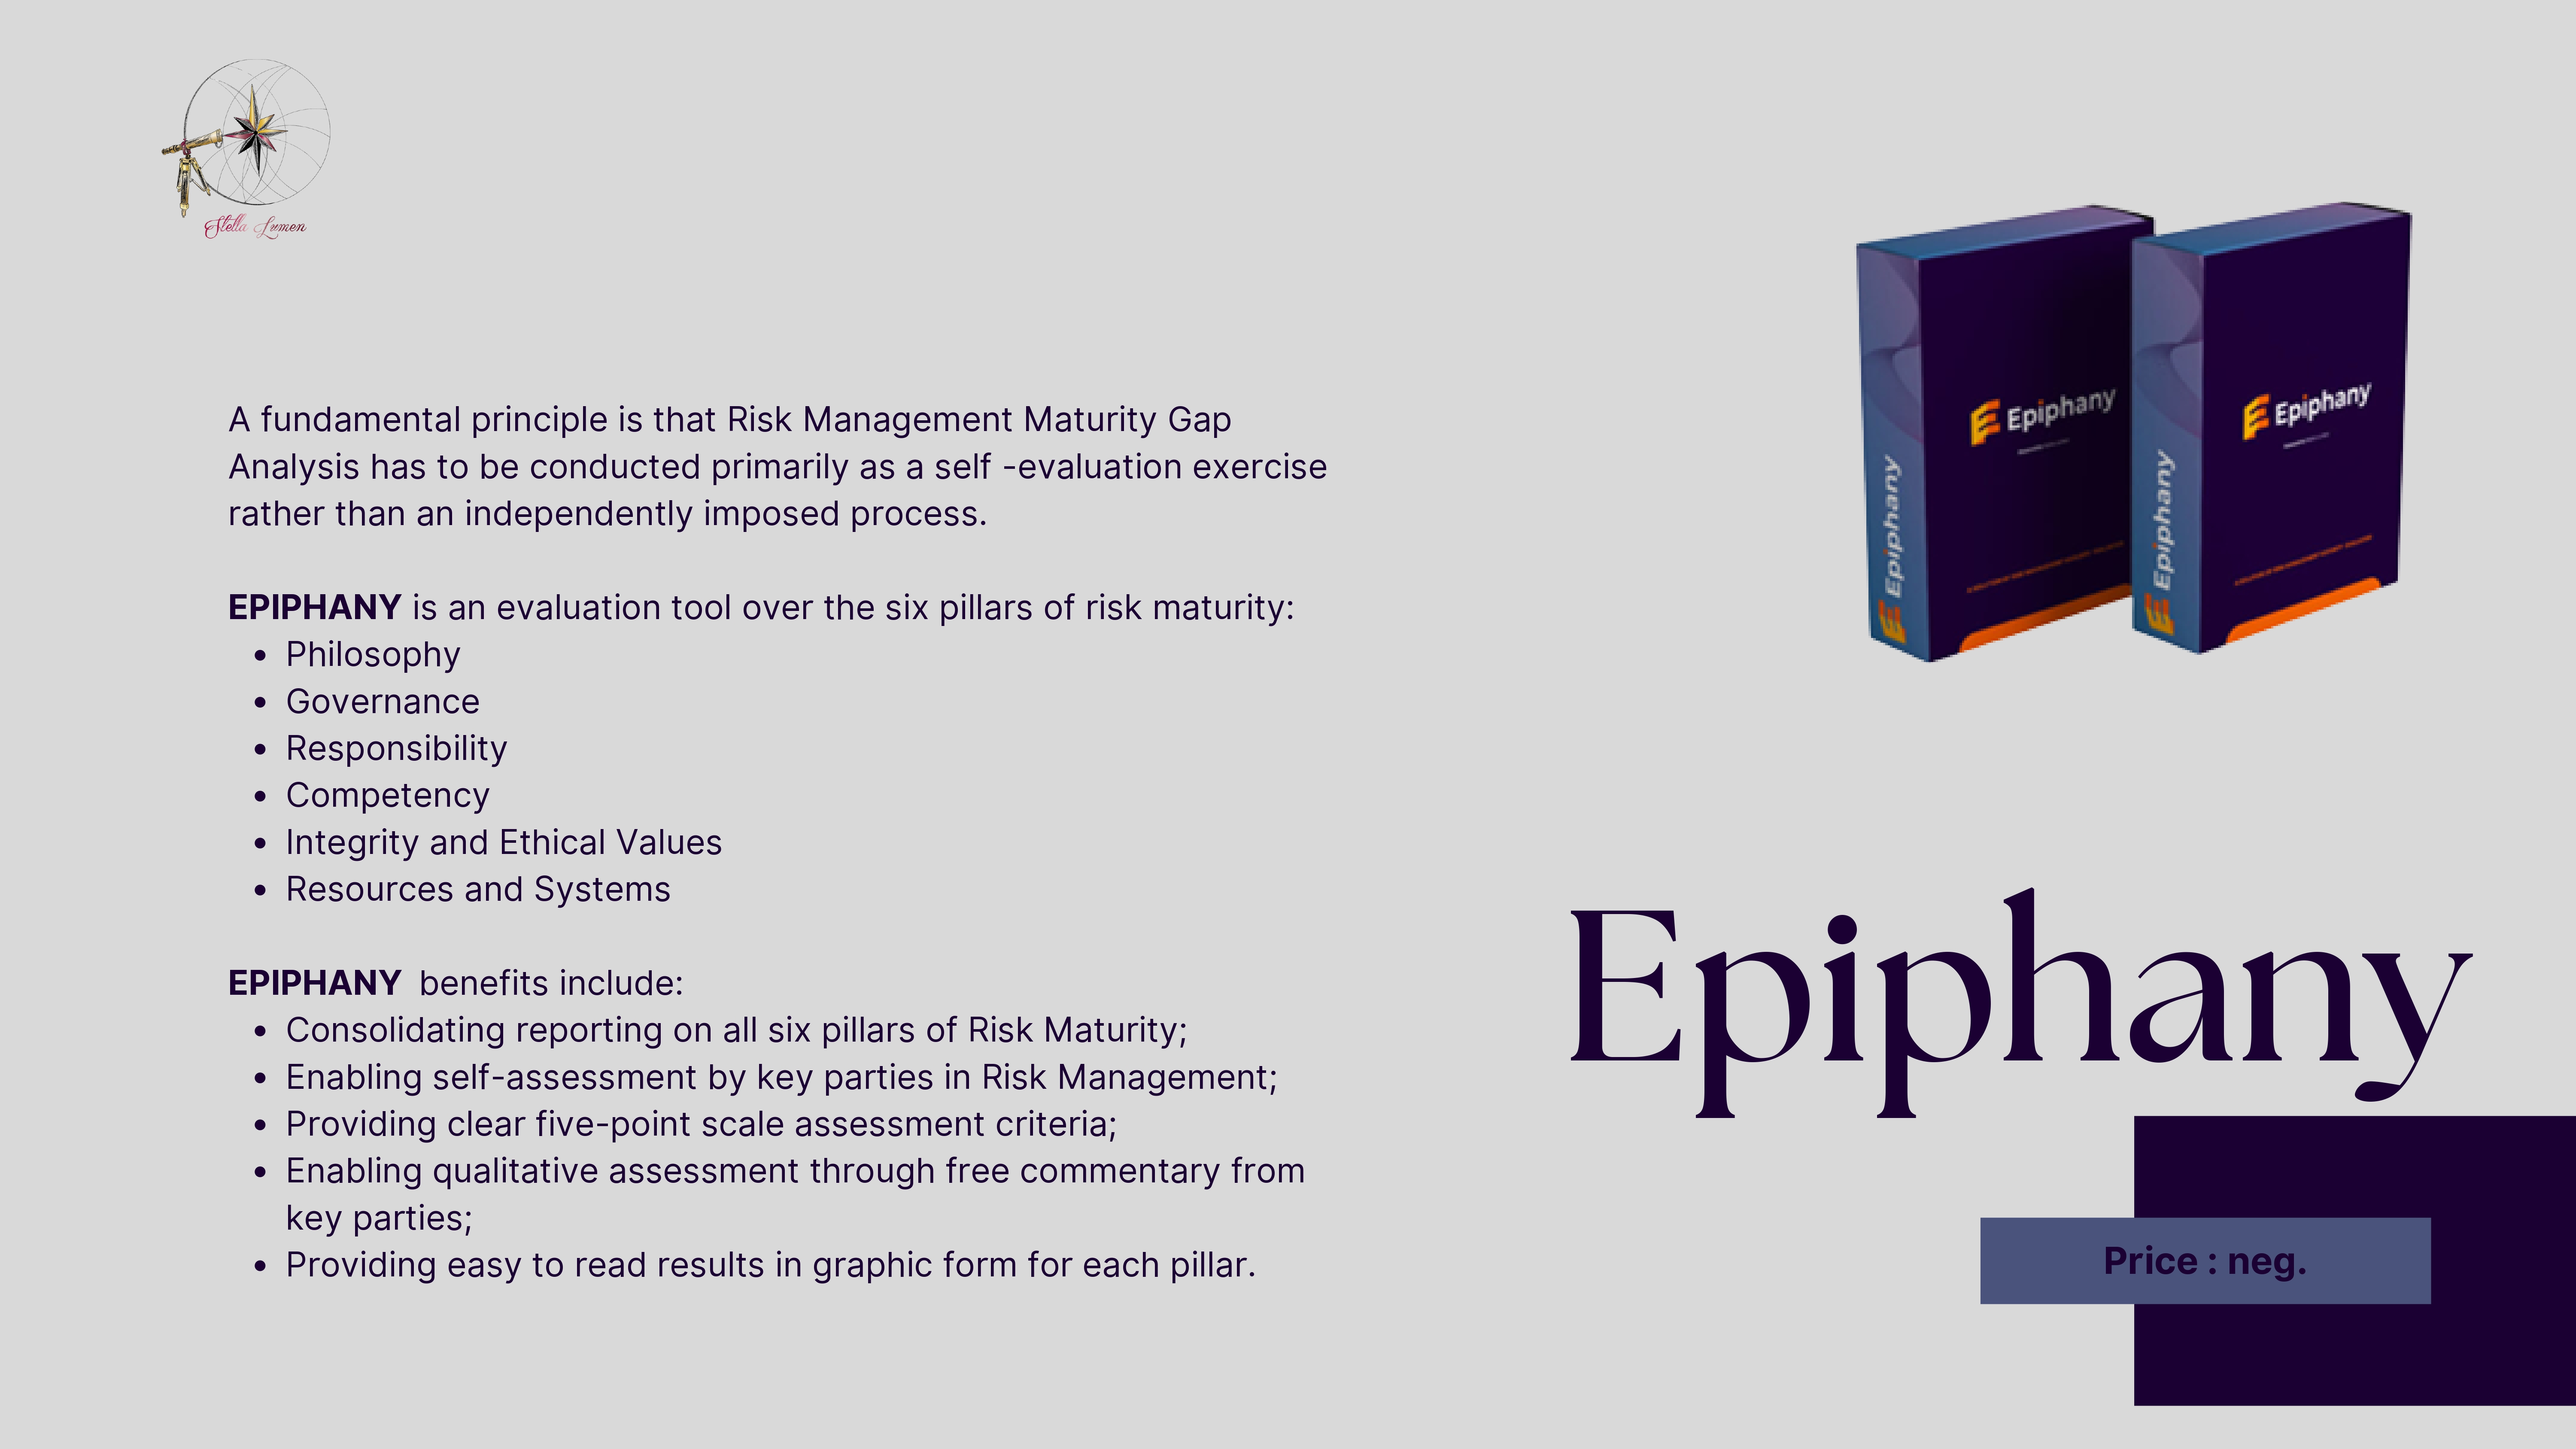 Stella Lumen
A fundamental principle is that Risk Management Maturity Gap
Analysis has to be conducted primarily as a self -evaluation exercise
rather than an independently imposed process.
EPIPHANY is an evaluation tool over the six pillars of risk maturity:
• Philosophy
• Governance
• Responsibility
• Competency
• Integrity and Ethical Values
• Resources and Systems
EPIPHANY benefits include:
• Consolidating reporting on all six pillars of Risk Maturity;
• Enabling self-assessment by key parties in Risk Management;
• Providing clear five-point scale assessment criteria;
• Enabling qualitative assessment through free commentary from
key parties;
• Providing easy to read results in graphic form for each pillar.
Epiphany
Epiphany
Epiphany
Epiphany
Epiphany
Price : neg.